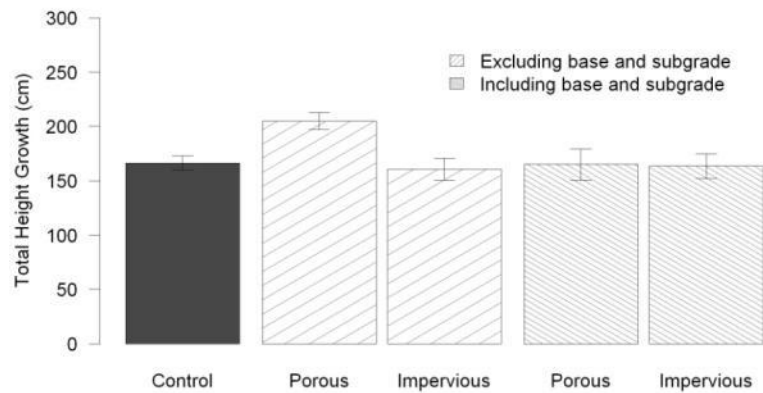 300
250
200
150
100
50
0
Total Height Growth (cm)
Excluding base and subgrade
Including base and subgrade
Control Porous Impervious Porous Impervious